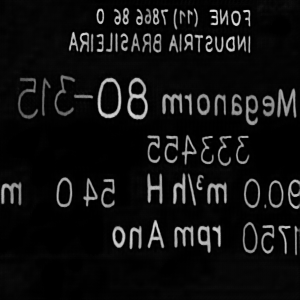 FONE (11) 7866 86 0
INDUSTRIA BRASILEIRA
Meganorm 80-315
333455
90.0 m³/h H 54 0 m
1750 rpm Ano